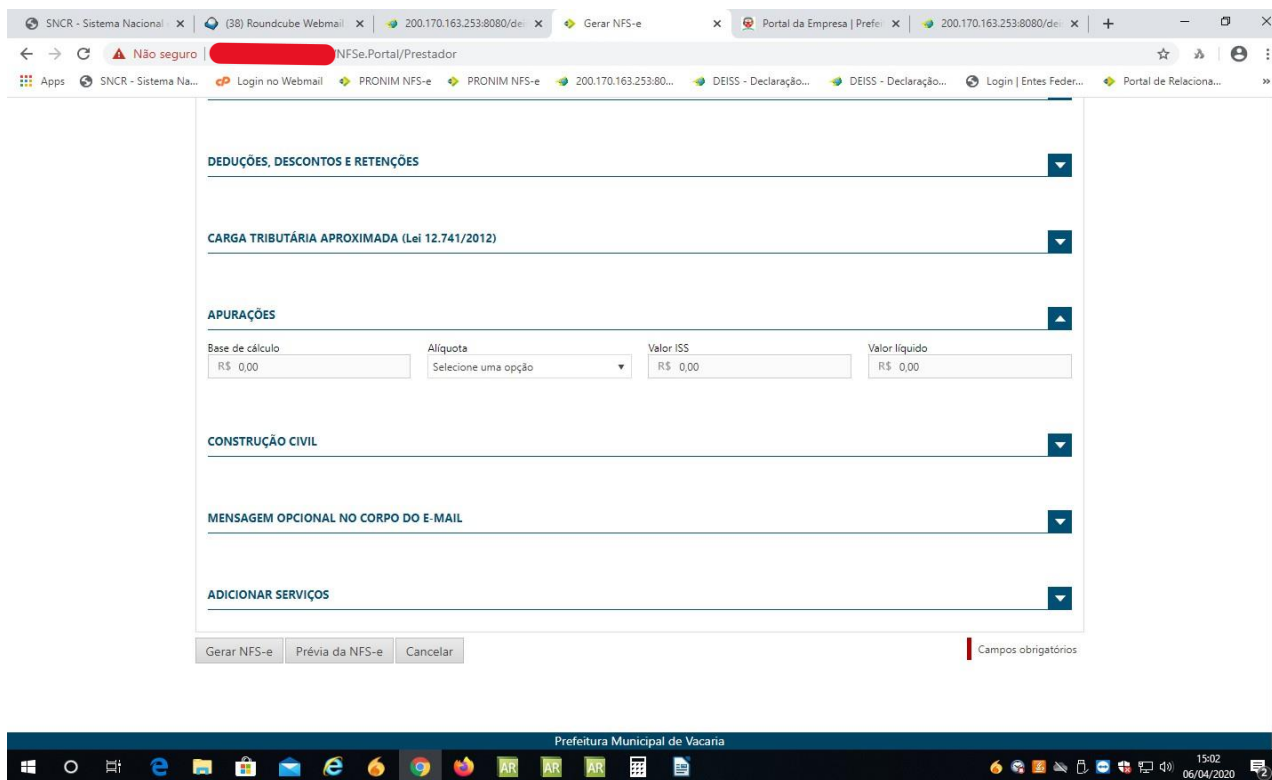 SNCR - Sistema Nacional
(38) Roundcube Webmail
200.170.163.253:8080/de
Gerar NFS-e
Portal da Empresa | Prefei
200.170.163.253:8080/de
Não seguro
/NFSe.Portal/Prestador
Apps
SNCR - Sistema Na...
Login no Webmail
PRONIM NFS-e
PRONIM NFS-e
200.170.163.253:80...
DEISS - Declaração...
DEISS - Declaração...
Login | Entes Feder...
Portal de Relaciona...
DEDUÇÕES, DESCONTOS E RETENÇÕES
CARGA TRIBUTÁRIA APROXIMADA (Lei 12.741/2012)
APURAÇÕES
Base de cálculo Alíquota Valor ISS Valor líquido
R$ 0,00 Selecione uma opção R$ 0,00 R$ 0,00
CONSTRUÇÃO CIVIL
MENSAGEM OPCIONAL NO CORPO DO E-MAIL
ADICIONAR SERVIÇOS
Gerar NFS-e Prévia da NFS-e Cancelar Campos obrigatórios
Prefeitura Municipal de Vacaria
AR AR AR
15:02
06/04/2020
2